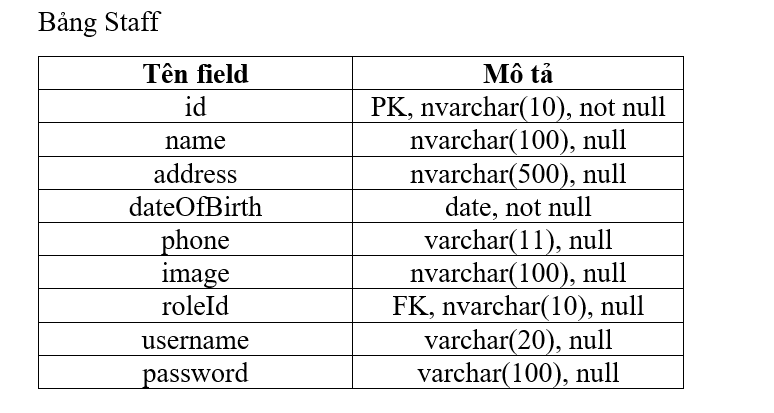 Bảng Staff
Tên field Mô tả
id PK, nvarchar(10), not null
name nvarchar(100), null
address nvarchar(500), null
dateOfBirth date, not null
phone varchar(11), null
image nvarchar(100), null
roleId FK, nvarchar(10), null
username varchar(20), null
password varchar(100), null